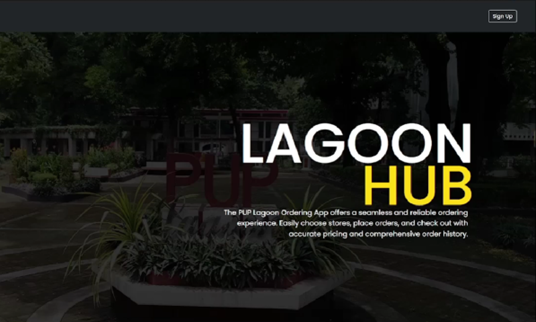 Sign Up
LAGOON
HUB
PUP
The PUP Lagoon Ordering App offers a seamless and reliable ordering
experience. Easily choose stores, place orders, and check out with
accurate pricing and comprehensive order history.